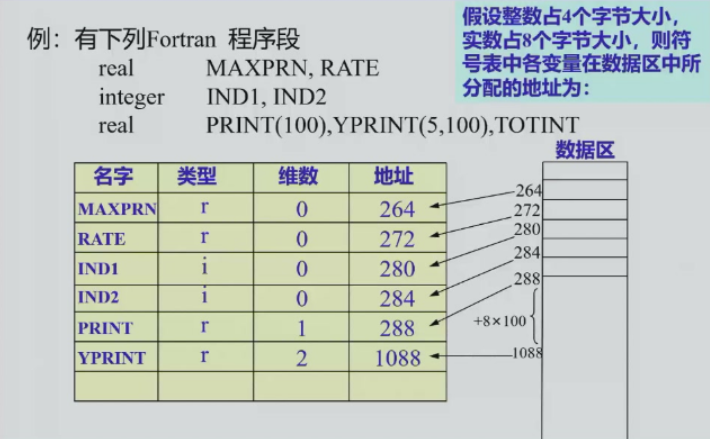 例：有下列Fortran 程序段
real MAXPRN, RATE
integer IND1, IND2
real PRINT(100),YPRINT(5,100),TOTINT
假设整数占4个字节大小，
实数占8个字节大小，则符
号表中各变量在数据区中所
分配的地址为：
名字 类型 维数 地址
MAXPRN r 0 264
RATE r 0 272
IND1 i 0 280
IND2 i 0 284
PRINT r 1 288
YPRINT r 2 1088
数据区
264
272
280
284
288
+8×100
1088